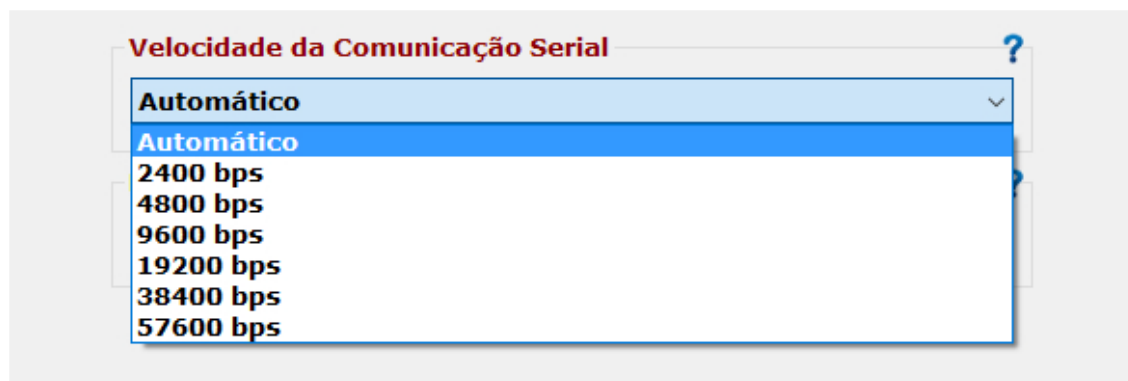 Velocidade da Comunicação Serial ?
Automático
Automático
2400 bps
4800 bps
9600 bps
19200 bps
38400 bps
57600 bps